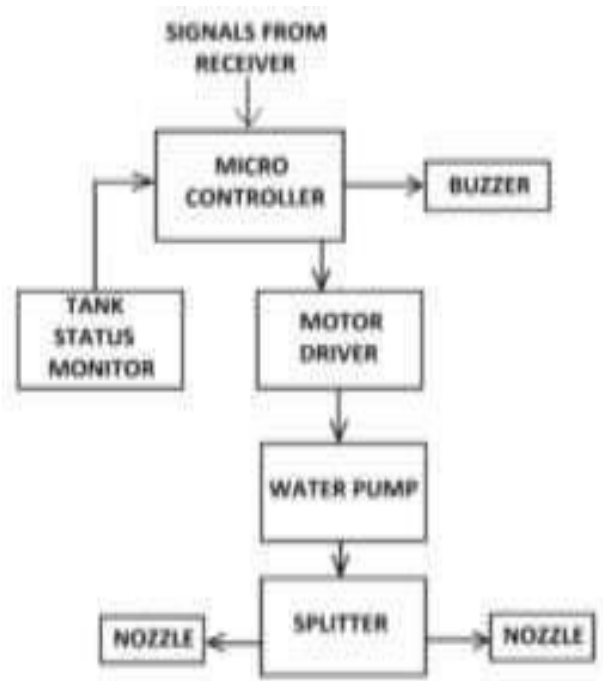 SIGNALS FROM
RECEIVER
MICRO
CONTROLLER
BUZZER
TANK
STATUS
MONITOR
MOTOR
DRIVER
WATER PUMP
SPLITTER
NOZZLE
NOZZLE